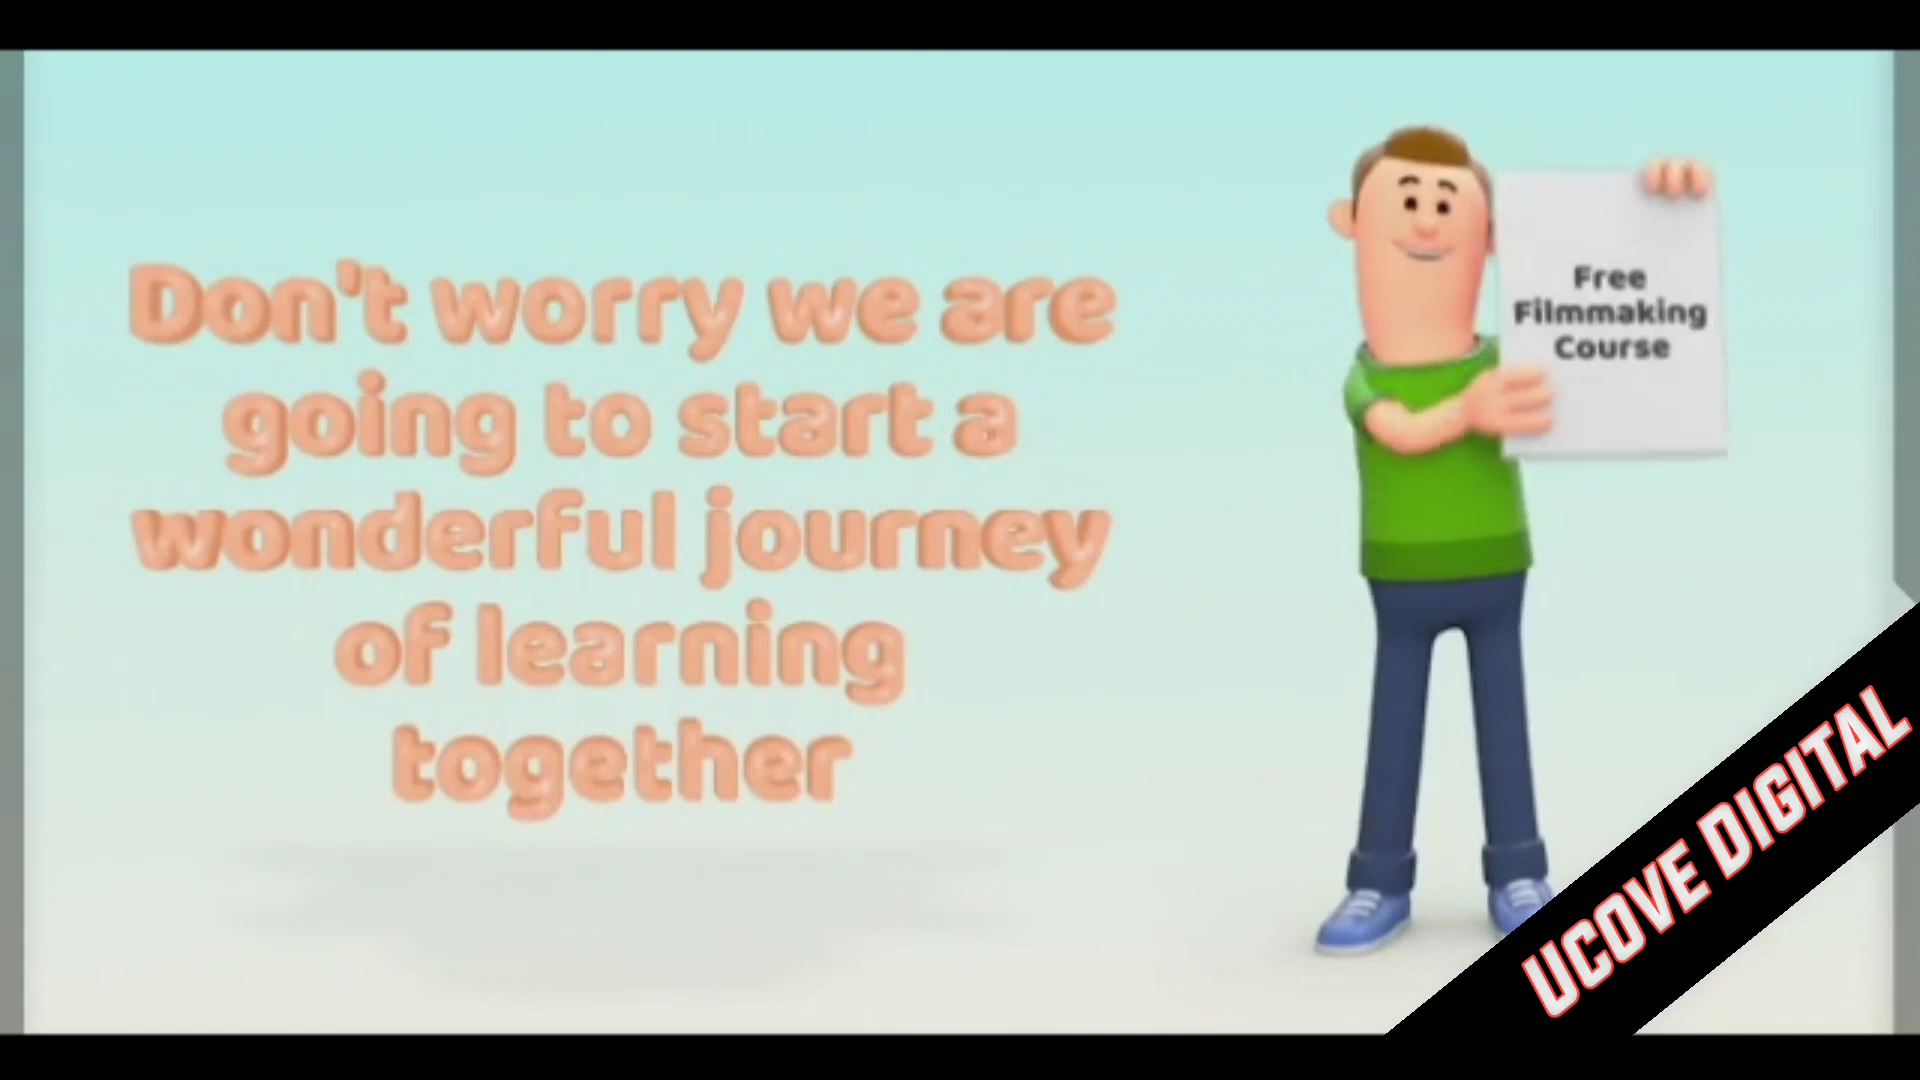 Don't worry we are
going to start a
wonderful journey
of learning
together
Free
Filmmaking
Course
UCOVE DIGITAL